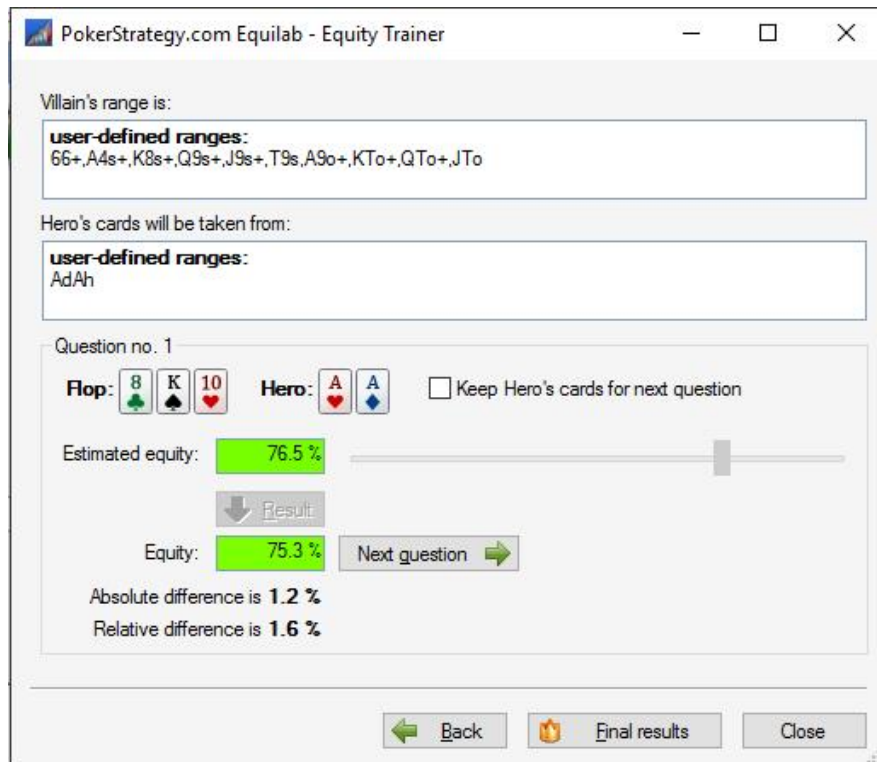 PokerStrategy.com Equilab - Equity Trainer
Villain's range is:
user-defined ranges:
66+,A4s+,K8s+,Q9s+,J9s+,T9s,A9o+,KTo+,QTo+,JTo
Hero's cards will be taken from:
user-defined ranges:
AdAh
Question no. 1
Flop: 8 K 10 Hero: A A Keep Hero's cards for next question
Estimated equity: 76.5 %
Result
Equity: 75.3 % Next question
Absolute difference is 1.2 %
Relative difference is 1.6 %
Back Final results Close